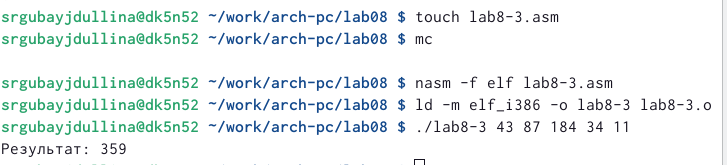 srgubayjdullina@dk5n52 ~/work/arch-pc/lab08 $ touch lab8-3.asm
srgubayjdullina@dk5n52 ~/work/arch-pc/lab08 $ mc
srgubayjdullina@dk5n52 ~/work/arch-pc/lab08 $ nasm -f elf lab8-3.asm
srgubayjdullina@dk5n52 ~/work/arch-pc/lab08 $ ld -m elf_i386 -o lab8-3 lab8-3.o
srgubayjdullina@dk5n52 ~/work/arch-pc/lab08 $ ./lab8-3 43 87 184 34 11
Результат: 359